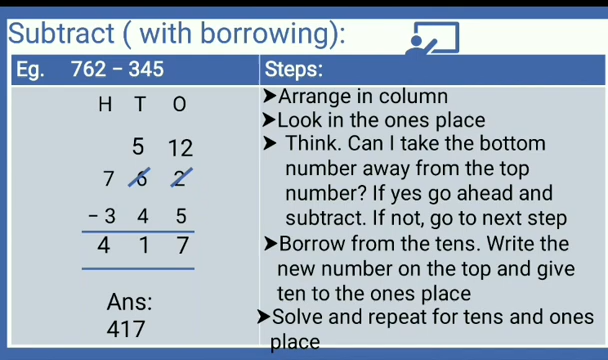 Subtract ( with borrowing):
Eg. 762 – 345
H T O
5 12
7 6 2
– 3 4 5
4 1 7
Ans:
417
Steps:
➤Arrange in column
➤Look in the ones place
➤ Think. Can I take the bottom
number away from the top
number? If yes go ahead and
subtract. If not, go to next step
➤Borrow from the tens. Write the
new number on the top and give
ten to the ones place
➤Solve and repeat for tens and ones
place